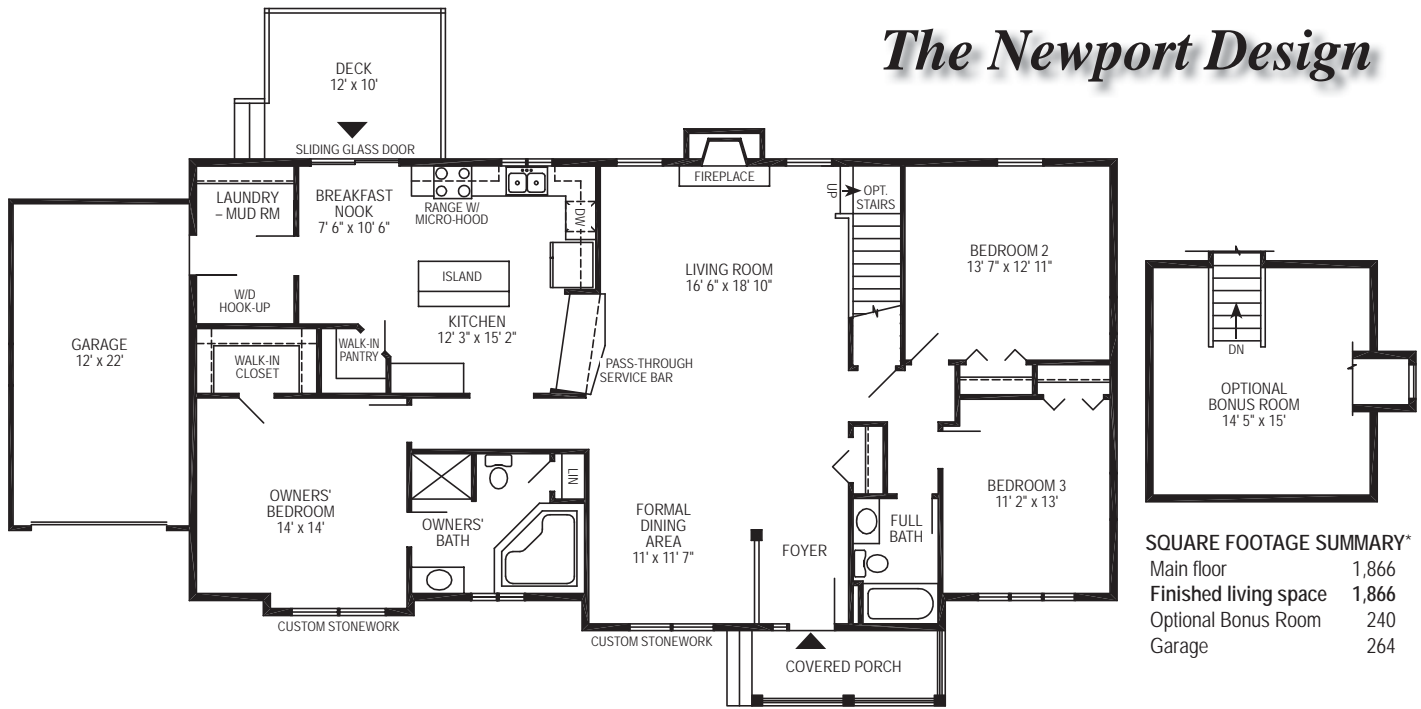 The Newport Design
DECK
12' x 10'
SLIDING GLASS DOOR
LAUNDRY
– MUD RM
BREAKFAST
NOOK
7' 6" x 10' 6"
RANGE W/
MICRO-HOOD
DW
FIREPLACE
UP
OPT.
STAIRS
BEDROOM 2
13' 7" x 12' 11"
LIVING ROOM
16' 6" x 18' 10"
ISLAND
W/D
HOOK-UP
KITCHEN
12' 3" x 15' 2"
GARAGE
12' x 22'
WALK-IN
CLOSET
WALK-IN
PANTRY
PASS-THROUGH
SERVICE BAR
DN
OPTIONAL
BONUS ROOM
14' 5" x 15'
OWNERS'
BEDROOM
14' x 14'
LIN
OWNERS'
BATH
FORMAL
DINING
AREA
11' x 11' 7"
FOYER
FULL
BATH
BEDROOM 3
11' 2" x 13'
CUSTOM STONEWORK
CUSTOM STONEWORK
COVERED PORCH
SQUARE FOOTAGE SUMMARY*
Main floor 1,866
Finished living space 1,866
Optional Bonus Room 240
Garage 264